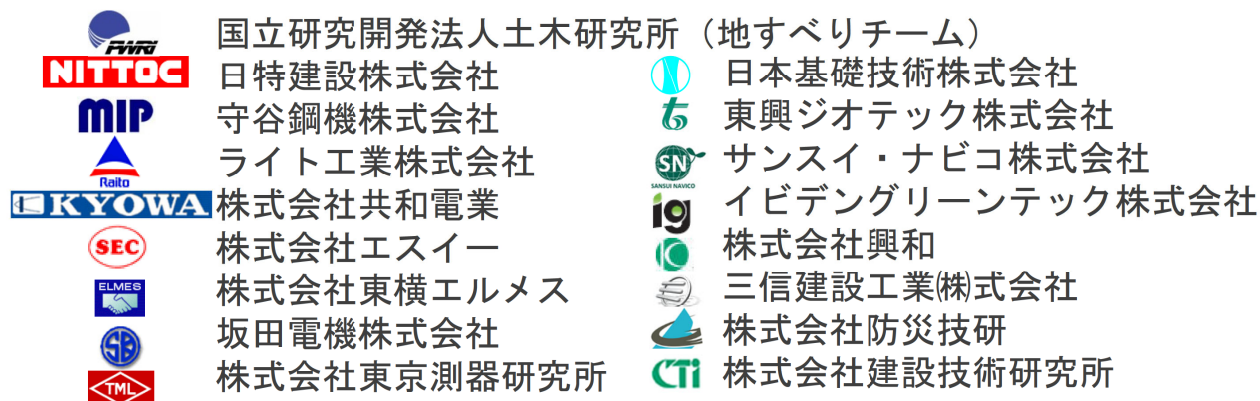 PWRI 国立研究開発法人土木研究所（地すべりチーム）
NITTOC 日特建設株式会社
MIP 守谷鋼機株式会社
Raito ライト工業株式会社
KYOWA 株式会社共和電業
SEC 株式会社エスイー
ELMES 株式会社東横エルメス
坂田電機株式会社
TML 株式会社東京測器研究所
日本基礎技術株式会社
東興ジオテック株式会社
SN SANSUI NAVICO サンスイ・ナビコ株式会社
ig イビデングリーンテック株式会社
株式会社興和
三信建設工業㈱式会社
株式会社防災技研
CTi 株式会社建設技術研究所